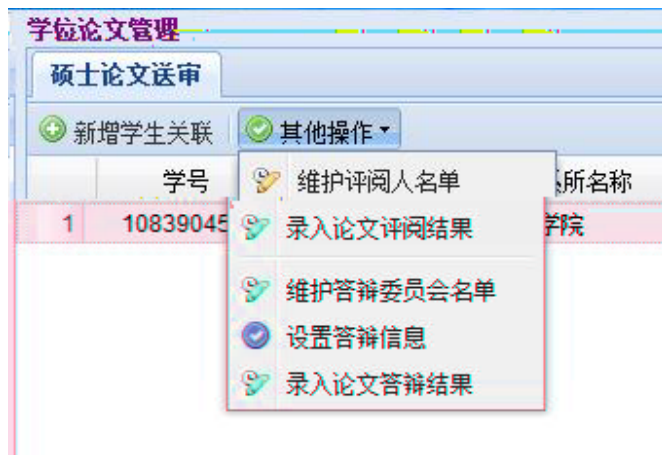 学位论文管理
硕士论文送审
新增学生关联 其他操作
学号 所名称
维护评阅人名单
1 10839045 学院
录入论文评阅结果
维护答辩委员会名单
设置答辩信息
录入论文答辩结果